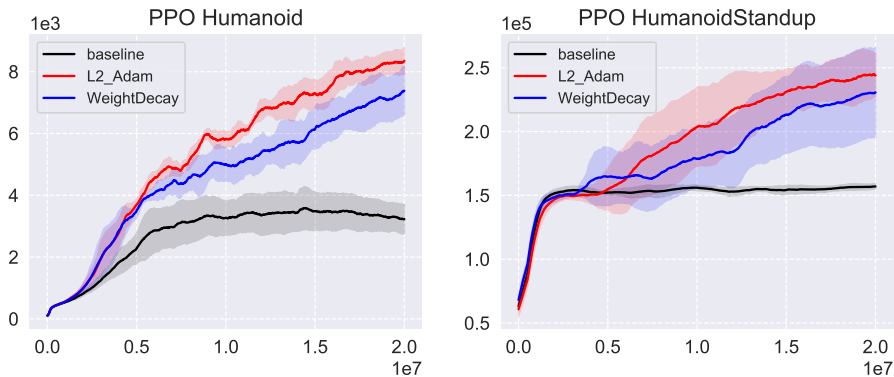 PPO Humanoid
1e3
baseline
L2_Adam
WeightDecay
8
6
4
2
0
0.0 0.5 1.0 1.5 2.0
1e7
PPO HumanoidStandup
1e5
baseline
L2_Adam
WeightDecay
2.5
2.0
1.5
1.0
0.5
0.0 0.5 1.0 1.5 2.0
1e7